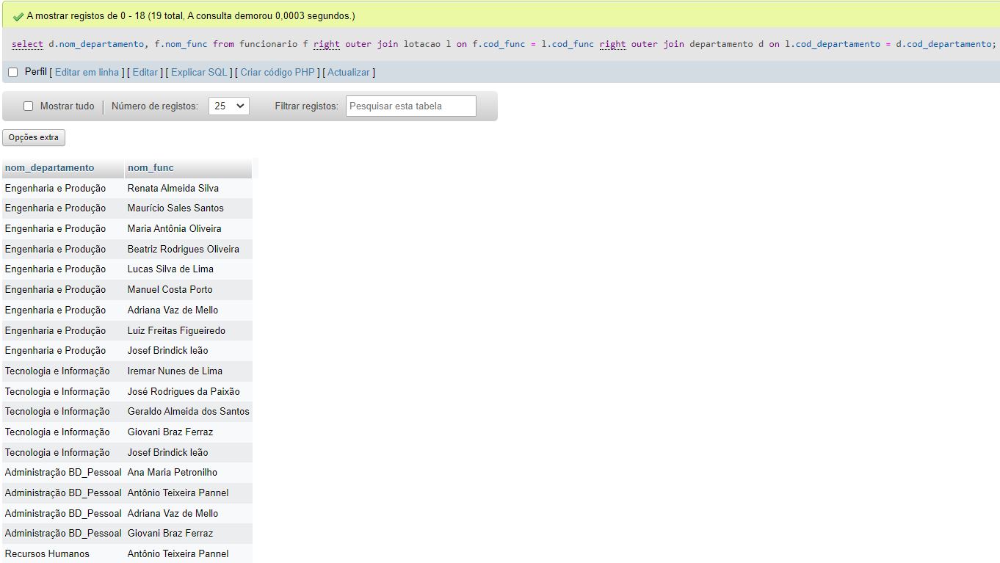 A mostrar registos de 0 - 18 (19 total, A consulta demorou 0,0003 segundos.)
select d.nom_departamento, f.nom_func from funcionario f right outer join lotacao l on f.cod_func = l.cod_func right outer join departamento d on l.cod_departamento = d.cod_departamento;
Perfil [ Editar em linha ] [ Editar ] [ Explicar SQL ] [ Criar código PHP ] [ Actualizar ]
Mostrar tudo | Número de registos: 25 Filtrar registos: Pesquisar esta tabela
Opções extra
nom_departamento nom_func
Engenharia e Produção Renata Almeida Silva
Engenharia e Produção Maurício Sales Santos
Engenharia e Produção Maria Antônia Oliveira
Engenharia e Produção Beatriz Rodrigues Oliveira
Engenharia e Produção Lucas Silva de Lima
Engenharia e Produção Manuel Costa Porto
Engenharia e Produção Adriana Vaz de Mello
Engenharia e Produção Luiz Freitas Figueiredo
Engenharia e Produção Josef Brindick leão
Tecnologia e Informação Iremar Nunes de Lima
Tecnologia e Informação José Rodrigues da Paixão
Tecnologia e Informação Geraldo Almeida dos Santos
Tecnologia e Informação Giovani Braz Ferraz
Tecnologia e Informação Josef Brindick leão
Administração BD_Pessoal Ana Maria Petronilho
Administração BD_Pessoal Antônio Teixeira Pannel
Administração BD_Pessoal Adriana Vaz de Mello
Administração BD_Pessoal Giovani Braz Ferraz
Recursos Humanos Antônio Teixeira Pannel